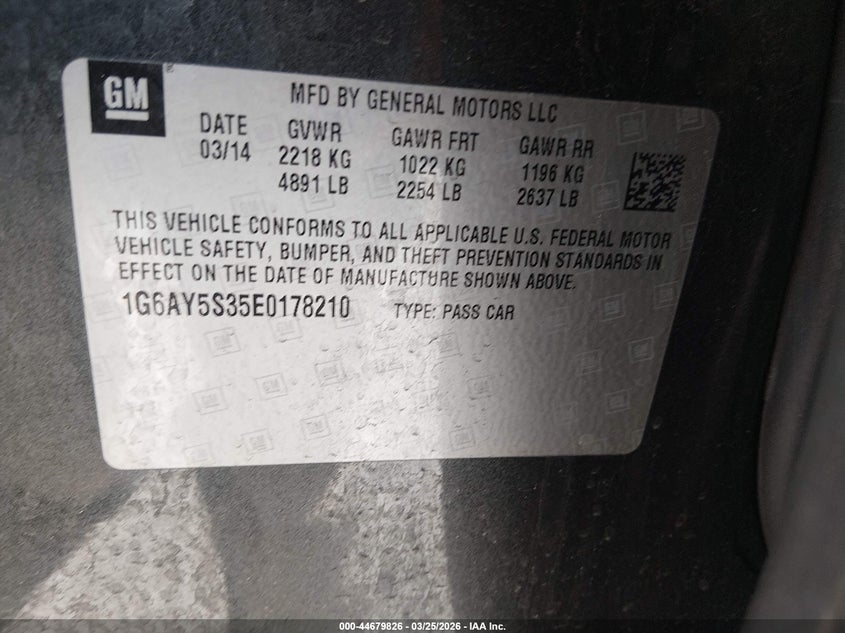 GM
MFD BY GENERAL MOTORS LLC
DATE GVWR GAWR FRT GAWR RR
03/14 2218 KG 1022 KG 1196 KG
4891 LB 2254 LB 2637 LB
THIS VEHICLE CONFORMS TO ALL APPLICABLE U.S. FEDERAL MOTOR
VEHICLE SAFETY, BUMPER, AND THEFT PREVENTION STANDARDS IN
EFFECT ON THE DATE OF MANUFACTURE SHOWN ABOVE.
1G6AY5S35E0178210 TYPE: PASS CAR
000-44679826 - 03/25/2026 - IAA Inc.